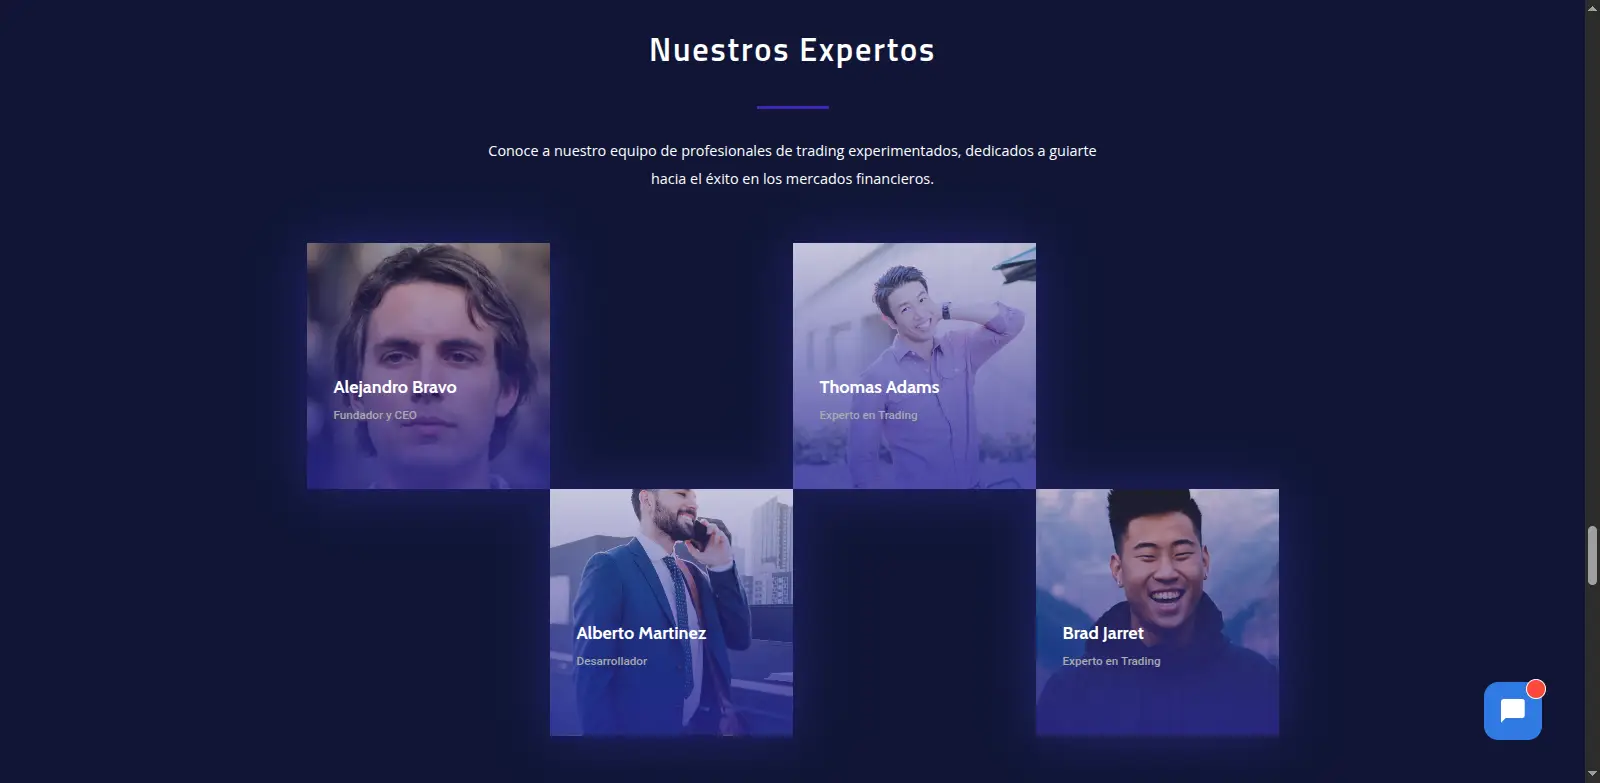 Nuestros Expertos
Conoce a nuestro equipo de profesionales de trading experimentados, dedicados a guiarte
hacia el éxito en los mercados financieros.
Alejandro Bravo
Fundador y CEO
Thomas Adams
Experto en Trading
Alberto Martinez
Desarrollador
Brad Jarret
Experto en Trading